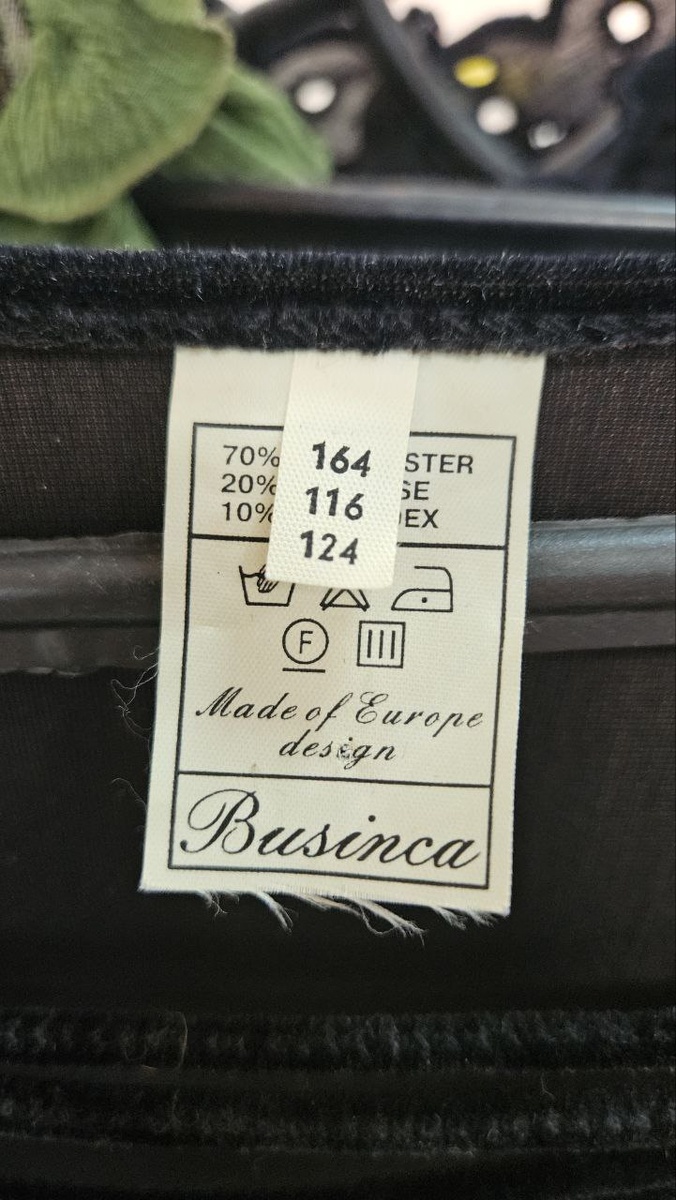 70% STER
20% SE
10% EX
164
116
124
F
Made of Europe
design
Businca